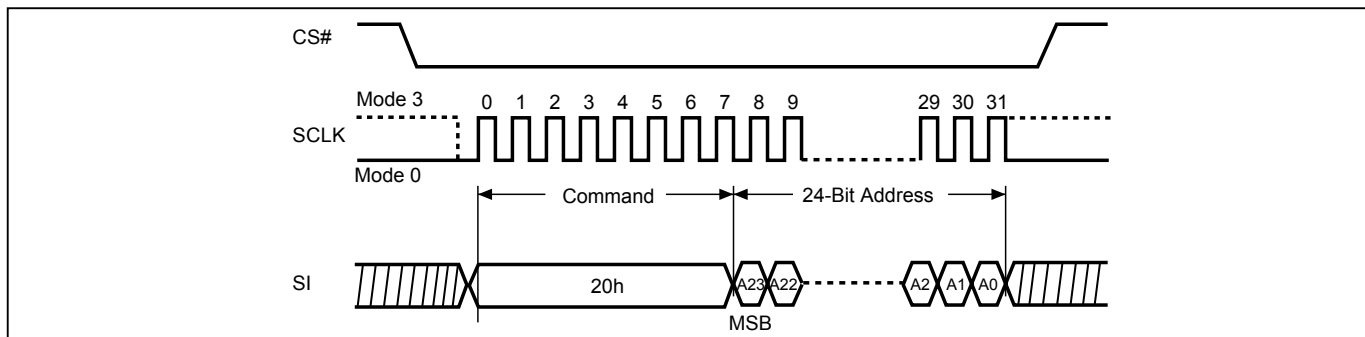 CS#
Mode 3
0 1 2 3 4 5 6 7 8 9 29 30 31
SCLK
Mode 0
Command
24-Bit Address
SI
20h
A23 A22 A2 A1 A0
MSB